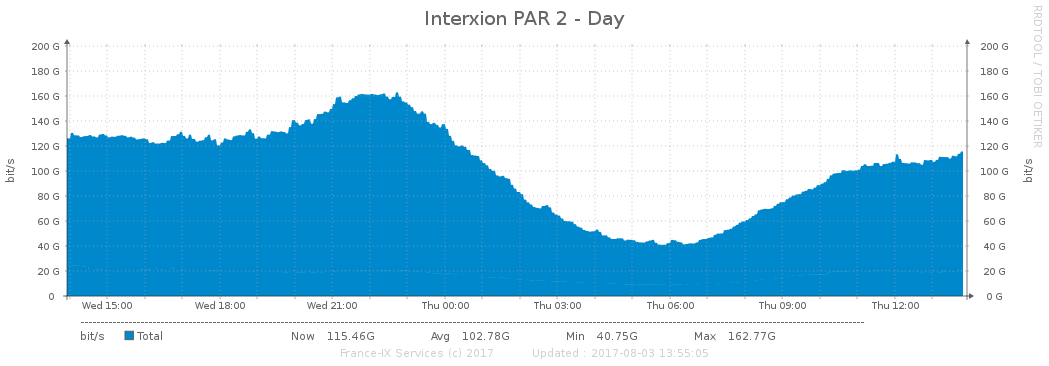 Interxion PAR 2 - Day
RRDTOOL / TOBI OETIKER
bit/s
200 G 200 G
180 G 180 G
160 G 160 G
140 G 140 G
120 G 120 G
100 G 100 G
80 G 80 G
60 G 60 G
40 G 40 G
20 G 20 G
0 0 G
bit/s
Wed 15:00 Wed 18:00 Wed 21:00 Thu 00:00 Thu 03:00 Thu 06:00 Thu 09:00 Thu 12:00
bit/s Total Now 115.46G Avg 102.78G Min 40.75G Max 162.77G
France-IX Services (c) 2017 Updated : 2017-08-03 13:55:05